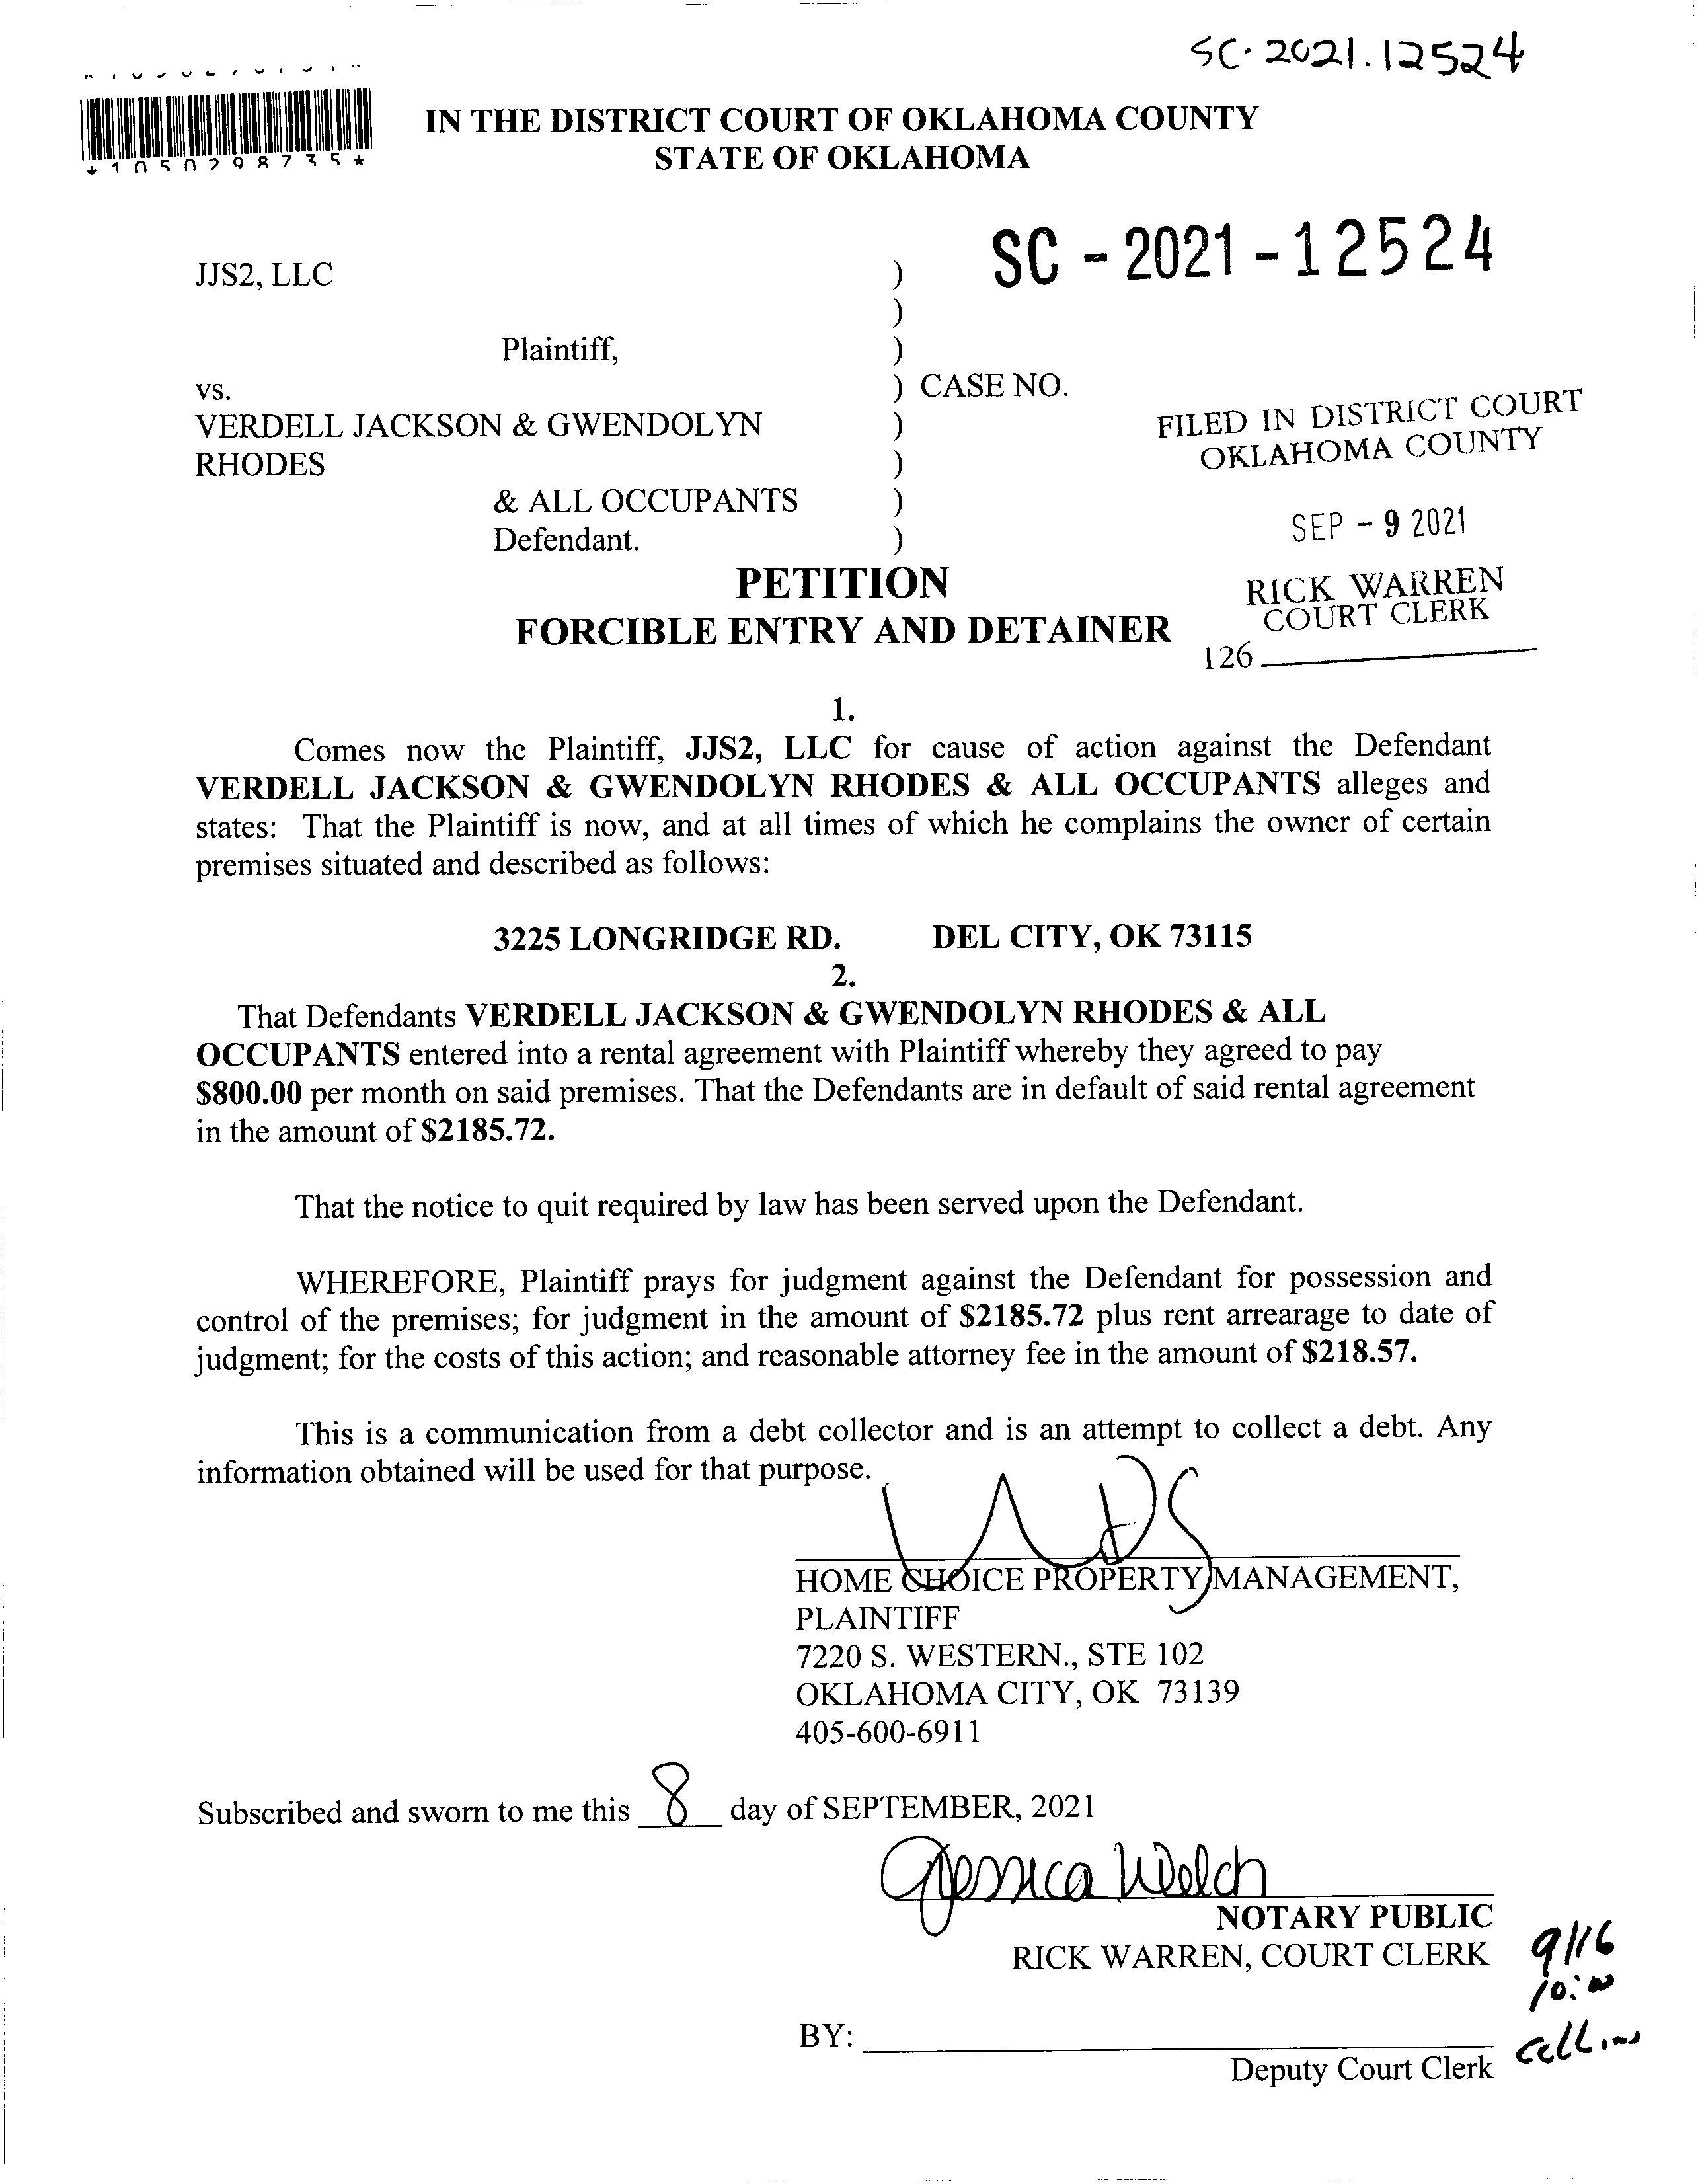 SC. 2021.12524
*1050298735*
IN THE DISTRICT COURT OF OKLAHOMA COUNTY
STATE OF OKLAHOMA
SC - 2021 - 12524
JJS2, LLC )
)
Plaintiff, )
vs. ) CASE NO.
VERDELL JACKSON & GWENDOLYN )
RHODES )
& ALL OCCUPANTS )
Defendant. )
FILED IN DISTRICT COURT
OKLAHOMA COUNTY
SEP - 9 2021
RICK WARREN
COURT CLERK
126
PETITION
FORCIBLE ENTRY AND DETAINER
1.
Comes now the Plaintiff, JJS2, LLC for cause of action against the Defendant
VERDELL JACKSON & GWENDOLYN RHODES & ALL OCCUPANTS alleges and
states: That the Plaintiff is now, and at all times of which he complains the owner of certain
premises situated and described as follows:
3225 LONGRIDGE RD. DEL CITY, OK 73115
2.
That Defendants VERDELL JACKSON & GWENDOLYN RHODES & ALL
OCCUPANTS entered into a rental agreement with Plaintiff whereby they agreed to pay
$800.00 per month on said premises. That the Defendants are in default of said rental agreement
in the amount of $2185.72.
That the notice to quit required by law has been served upon the Defendant.
WHEREFORE, Plaintiff prays for judgment against the Defendant for possession and
control of the premises; for judgment in the amount of $2185.72 plus rent arrearage to date of
judgment; for the costs of this action; and reasonable attorney fee in the amount of $218.57.
This is a communication from a debt collector and is an attempt to collect a debt. Any
information obtained will be used for that purpose.
HOME CHOICE PROPERTY MANAGEMENT,
PLAINTIFF
7220 S. WESTERN., STE 102
OKLAHOMA CITY, OK 73139
405-600-6911
Subscribed and sworn to me this 8 day of SEPTEMBER, 2021
Jessica Welch
NOTARY PUBLIC
RICK WARREN, COURT CLERK
9/16
10:00
BY:
Deputy Court Clerk